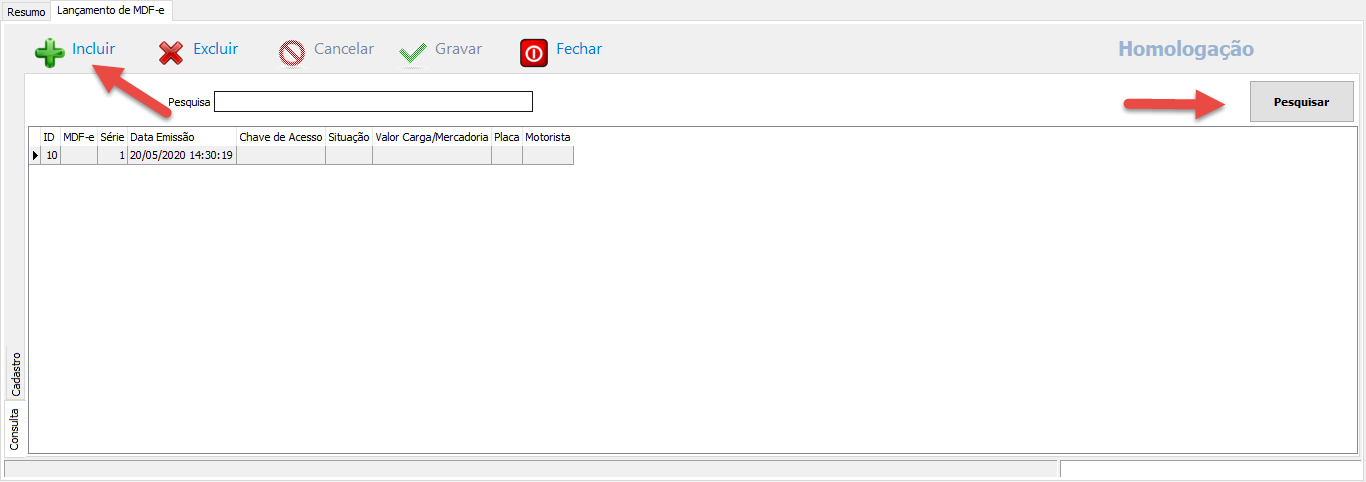 Resumo Lançamento de MDF-e
Incluir Excluir Cancelar Gravar Fechar Homologação
Pesquisa Pesquisar
ID MDF-e Série Data Emissão Chave de Acesso Situação Valor Carga/Mercadoria Placa Motorista
10 1 20/05/2020 14:30:19
Cadastro
Consulta